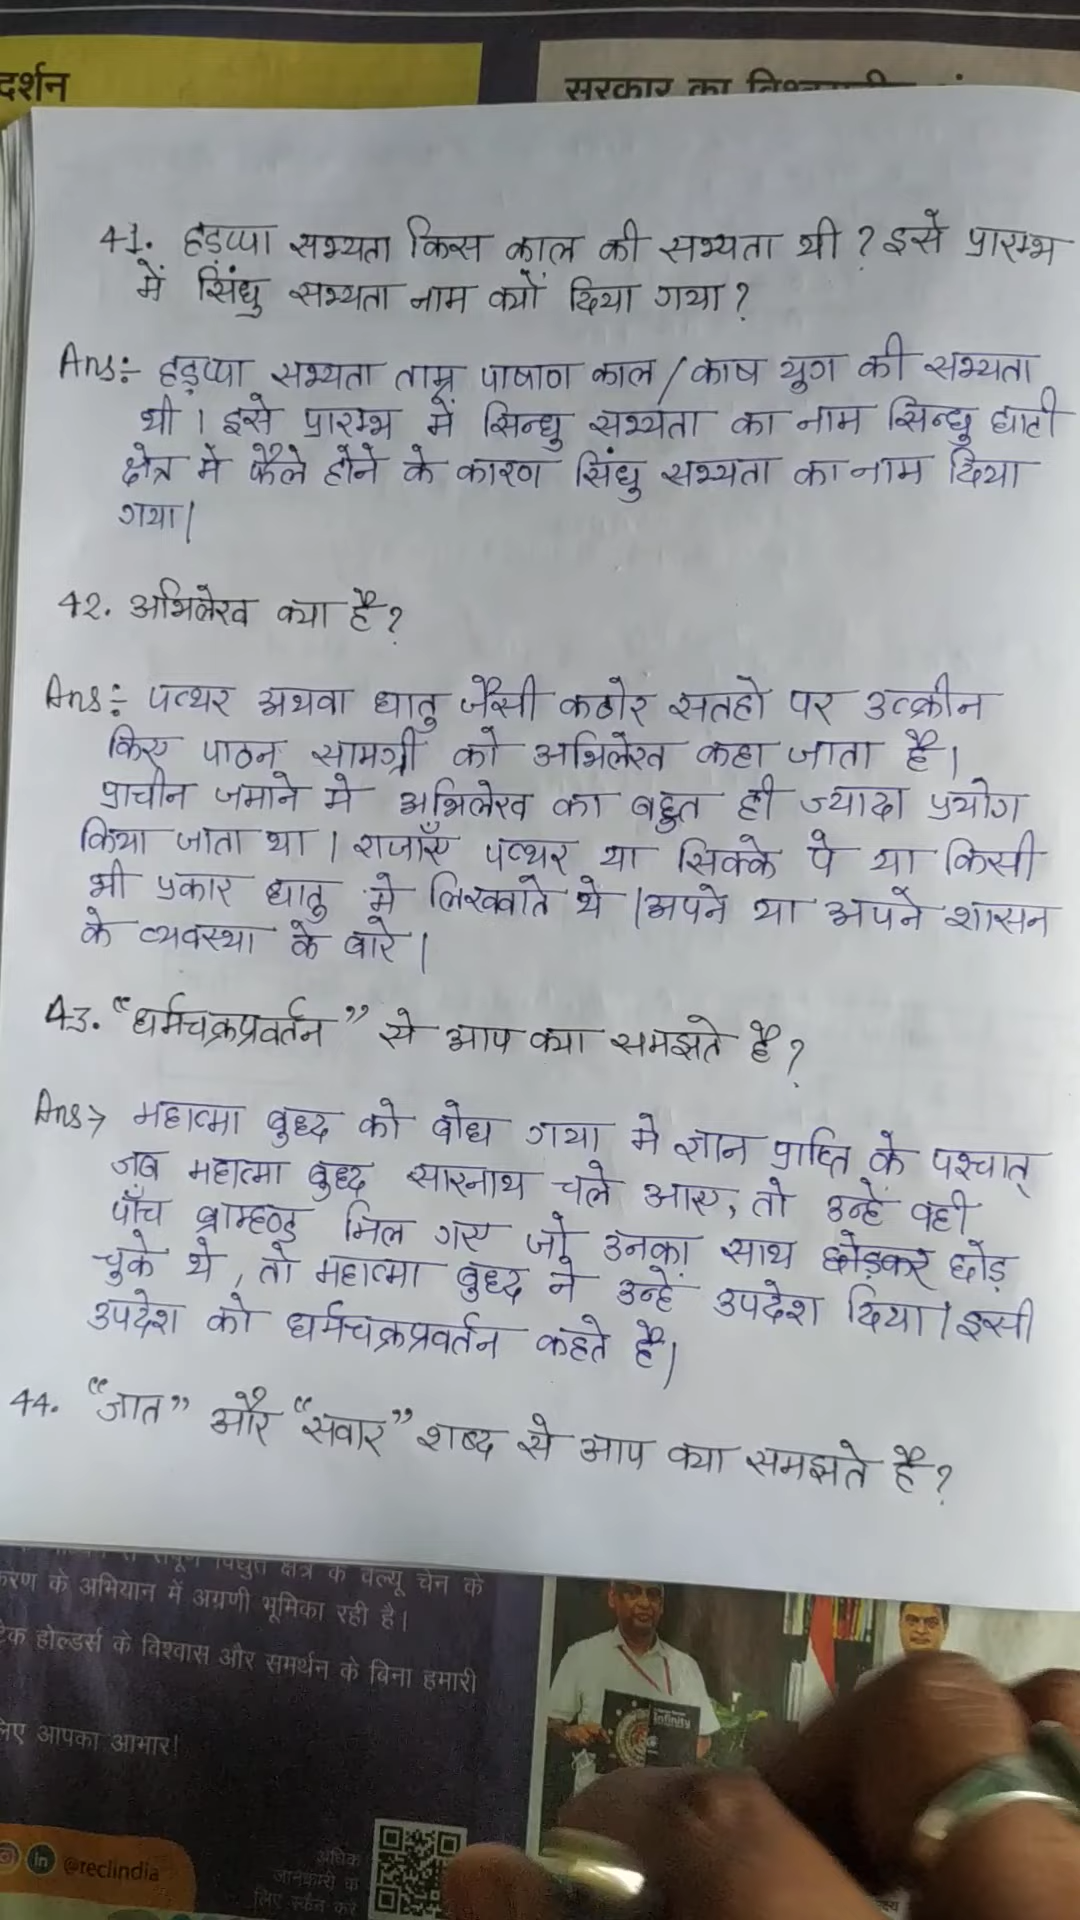 दर्शन
सरकार का
41. हड़प्पा सभ्यता किस काल की सभ्यता थी ? इसे प्रारम्भ
में सिंधु सभ्यता नाम क्यों दिया गया?
Ans:- हड़प्पा सभ्यता ताम्र पाषाण काल / काष युग की सभ्यता
थी । इसे प्रारम्भ में सिन्धु सभ्यता का नाम सिन्धु घाटी
क्षेत्र में फैले होने के कारण सिंधु सभ्यता का नाम दिया
गया।
42. अभिलेख क्या है?
Ans:- पत्थर अथवा धातु जैसी कठोर सतहो पर उत्क्रीन
किए पाठन सामग्री को अभिलेख कहा जाता है।
प्राचीन जमाने मे अभिलेख का बहुत ही ज्यादा प्रयोग
किया जाता था । राजाएँ पत्थर या सिक्के पे या किसी
भी प्रकार धातु मे लिखवाते थे । अपने या अपने शासन
के व्यवस्था के बारे ।
43. “धर्मचक्रप्रवर्तन” से आप क्या समझते है?
Ans→ महात्मा बुध्द को बोध गया मे ज्ञान प्राप्ति के पश्चात्
जब महात्मा बुध्द सारनाथ चले आए, तो उन्हें वही
पाँच ब्राम्हण मिल गए जो उनका साथ छोड़कर छोड़
चुके थे , तो महात्मा बुध्द ने उन्हें उपदेश दिया । इसी
उपदेश को धर्मचक्रप्रवर्तन कहते है।
44. “जात” और “सवार” शब्द से आप क्या समझते है?
विद्युत क्षेत्र के वैल्यू चेन के
करण के अभियान में अग्रणी भूमिका रही है।
टेक होल्डर्स के विश्वास और समर्थन के बिना हमारी
लिए आपका आभार!
infinity
@reclindia
अधिक
जानकारी के
लिए स्कैन करें